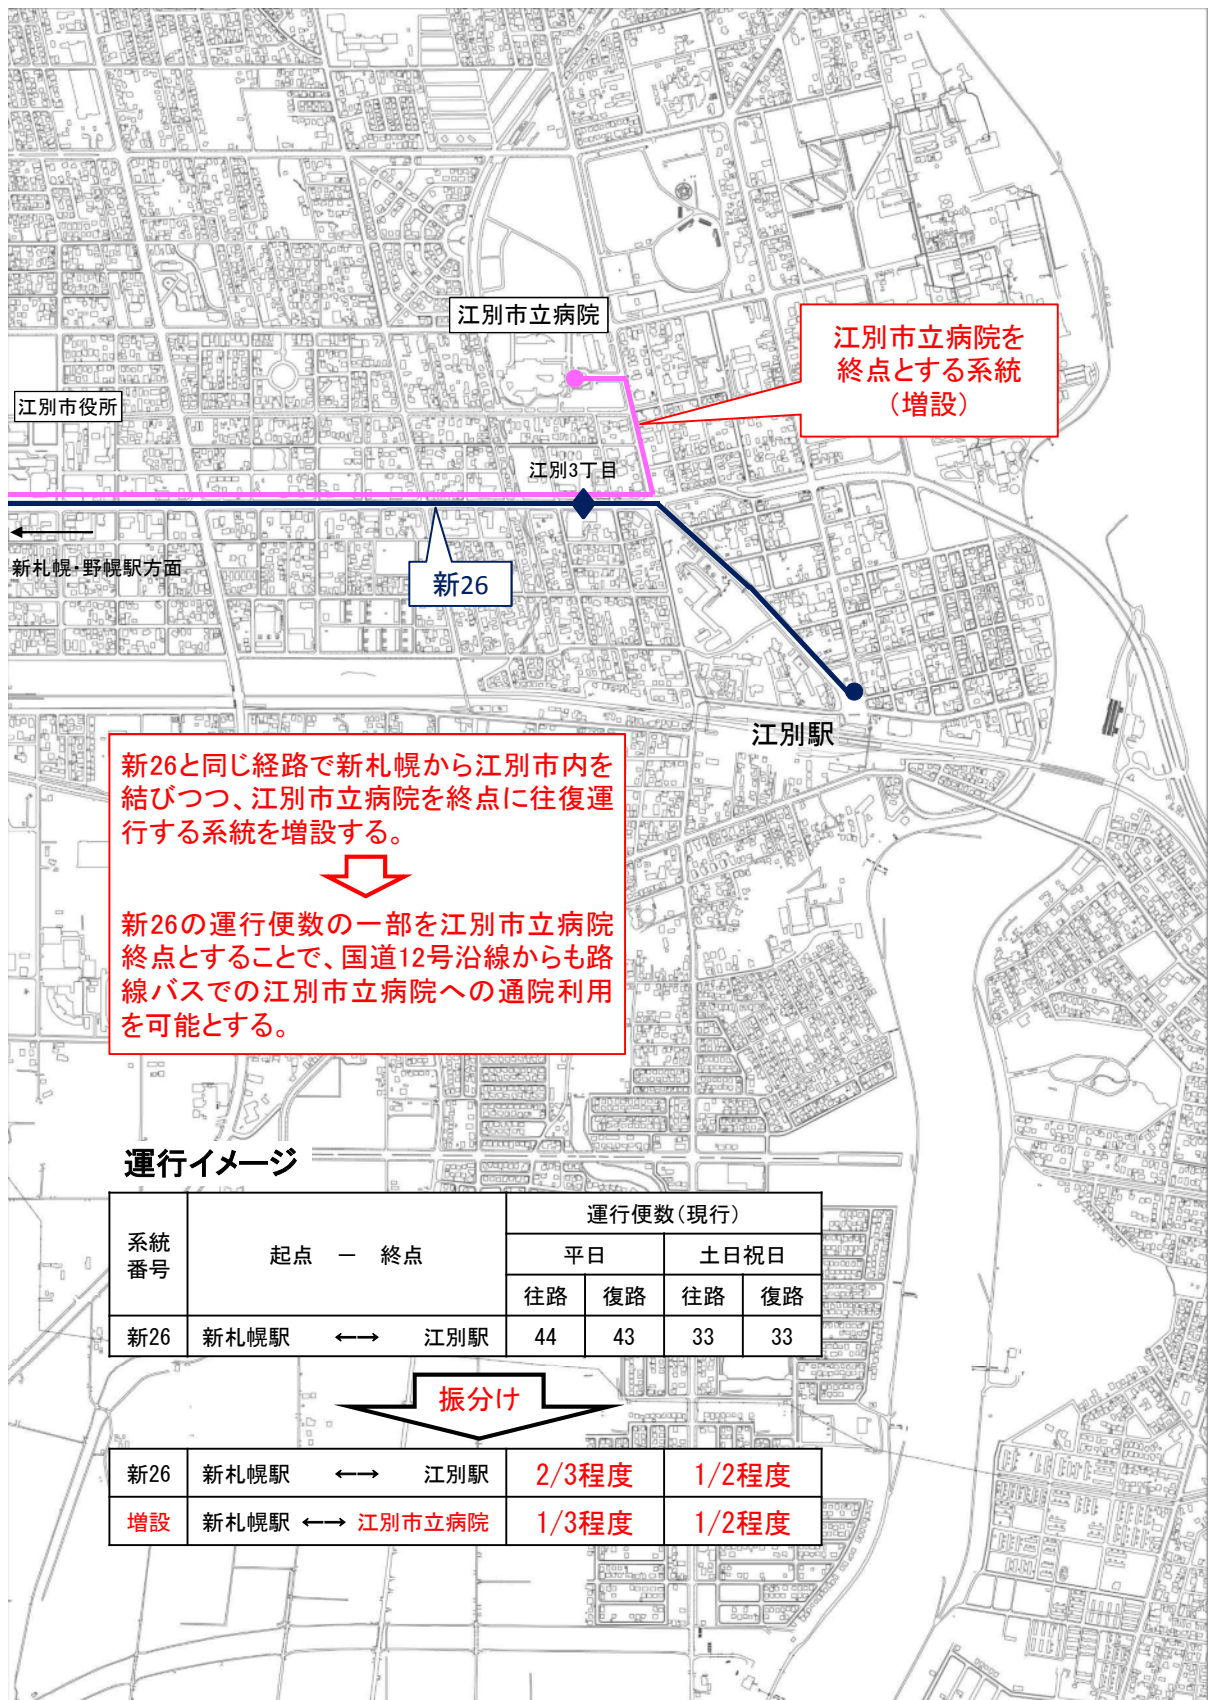 江別市立病院
江別市立病院を
終点とする系統
（増設）
江別市役所
江別3丁目
新札幌・野幌駅方面
新26
江別駅
新26と同じ経路で新札幌から江別市内を
結びつつ、江別市立病院を終点に往復運
行する系統を増設する。
新26の運行便数の一部を江別市立病院
終点とすることで、国道12号沿線からも路
線バスでの江別市立病院への通院利用
を可能とする。
運行イメージ
系統番号 起点 － 終点 運行便数（現行）
平日 土日祝日
往路 復路 往路 復路
新26 新札幌駅 ←→ 江別駅 44 43 33 33
振分け
新26 新札幌駅 ←→ 江別駅 2/3程度 1/2程度
増設 新札幌駅 ←→ 江別市立病院 1/3程度 1/2程度